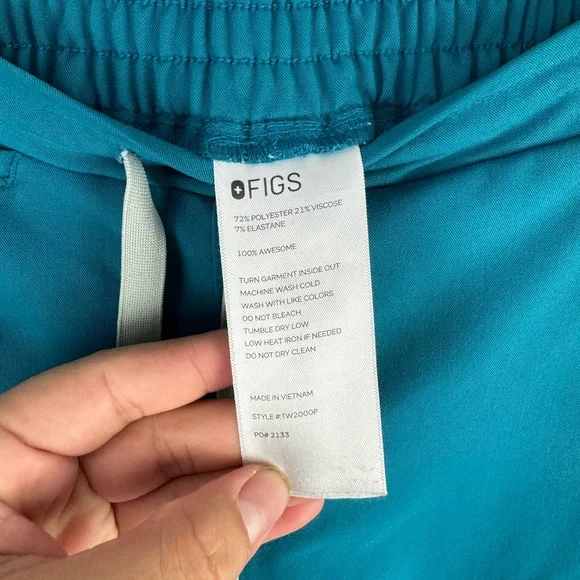 FIGS
72% POLYESTER 21% VISCOSE
7% ELASTANE
100% AWESOME
TURN GARMENT INSIDE OUT
MACHINE WASH COLD
WASH WITH LIKE COLORS
DO NOT BLEACH
TUMBLE DRY LOW
LOW HEAT IRON IF NEEDED
DO NOT DRY CLEAN
MADE IN VIETNAM
STYLE #:TW2000P
PO# 2133